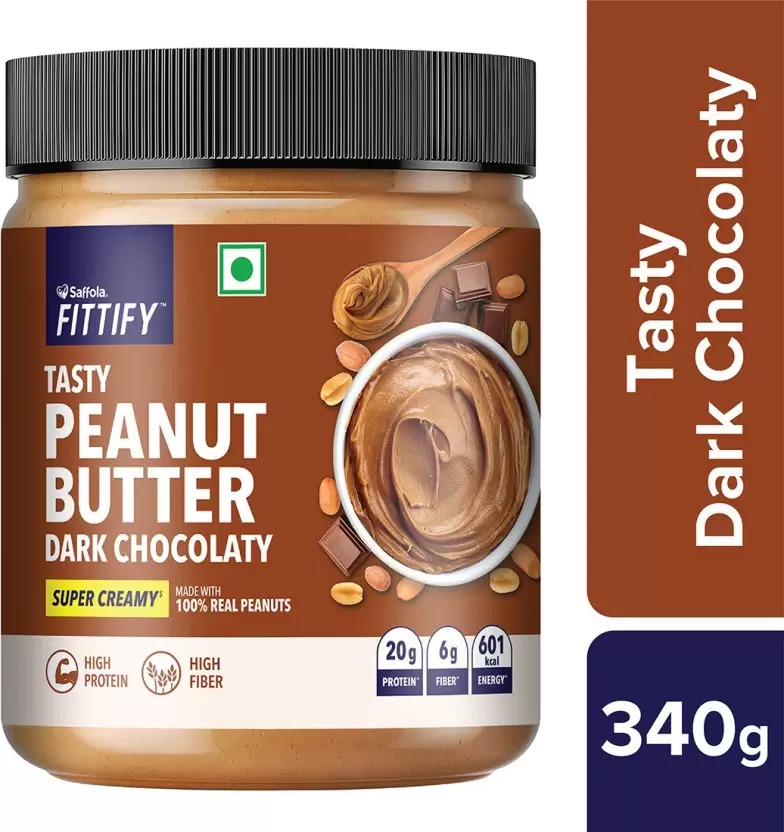 Saffola
FITTIFY™
TASTY
PEANUT
BUTTER
DARK CHOCOLATY
SUPER CREAMY$
MADE WITH
100% REAL PEANUTS
HIGH
PROTEIN
HIGH
FIBER
20g
PROTEIN*
6g
FIBER*
601
kcal
ENERGY*
Tasty
Dark Chocolaty
340g